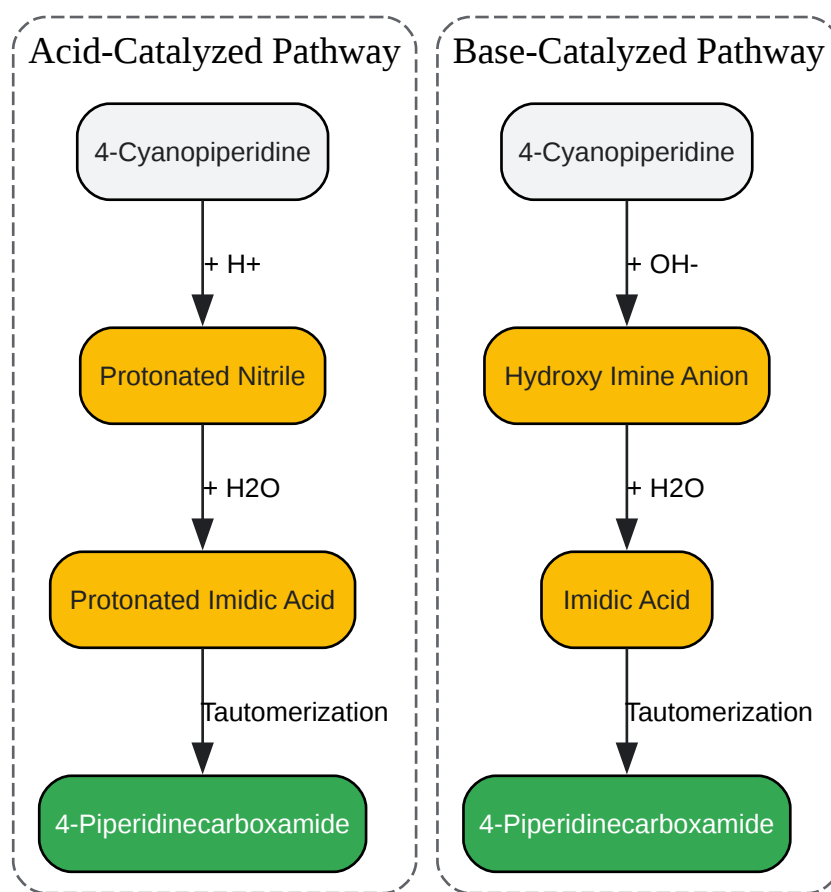 Acid-Catalyzed Pathway
4-Cyanopiperidine
+ H+
Protonated Nitrile
+ H2O
Protonated Imidic Acid
Tautomerization
4-Piperidinecarboxamide
Base-Catalyzed Pathway
4-Cyanopiperidine
+ OH-
Hydroxy Imine Anion
+ H2O
Imidic Acid
Tautomerization
4-Piperidinecarboxamide